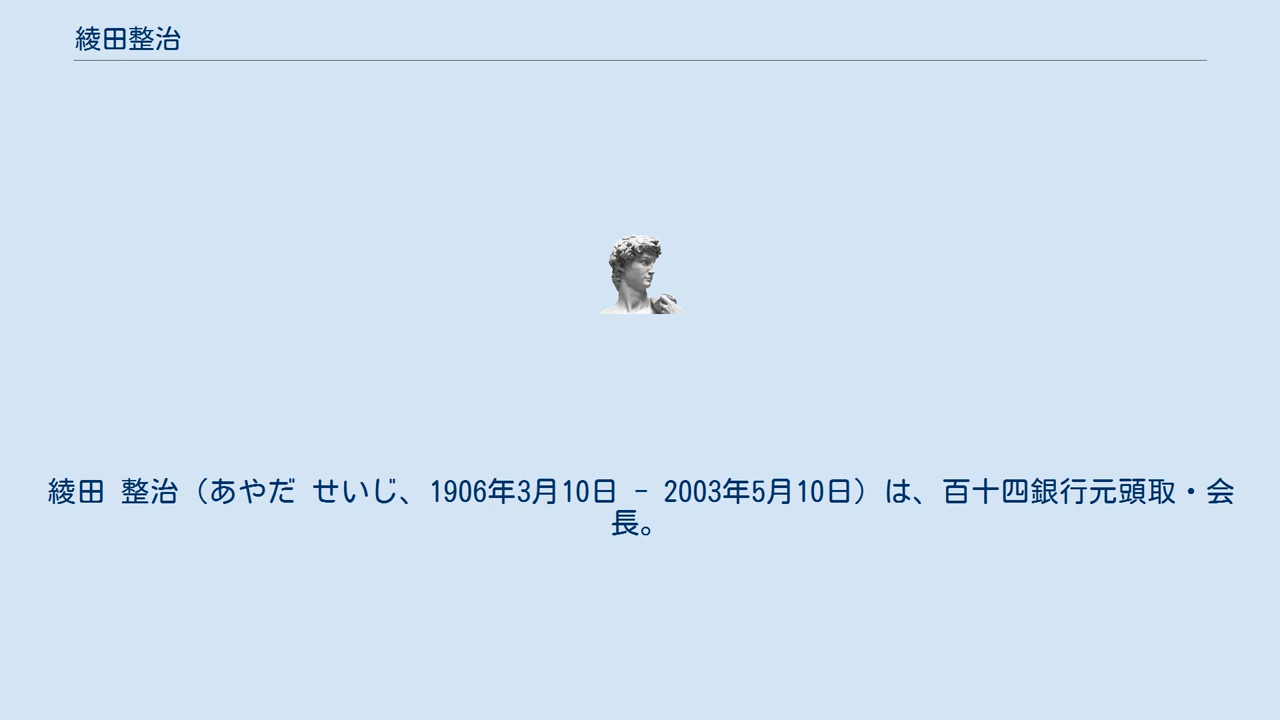 綾田整治
綾田 整治（あやだ せいじ、1906年3月10日 - 2003年5月10日）は、百十四銀行元頭取・会
長。